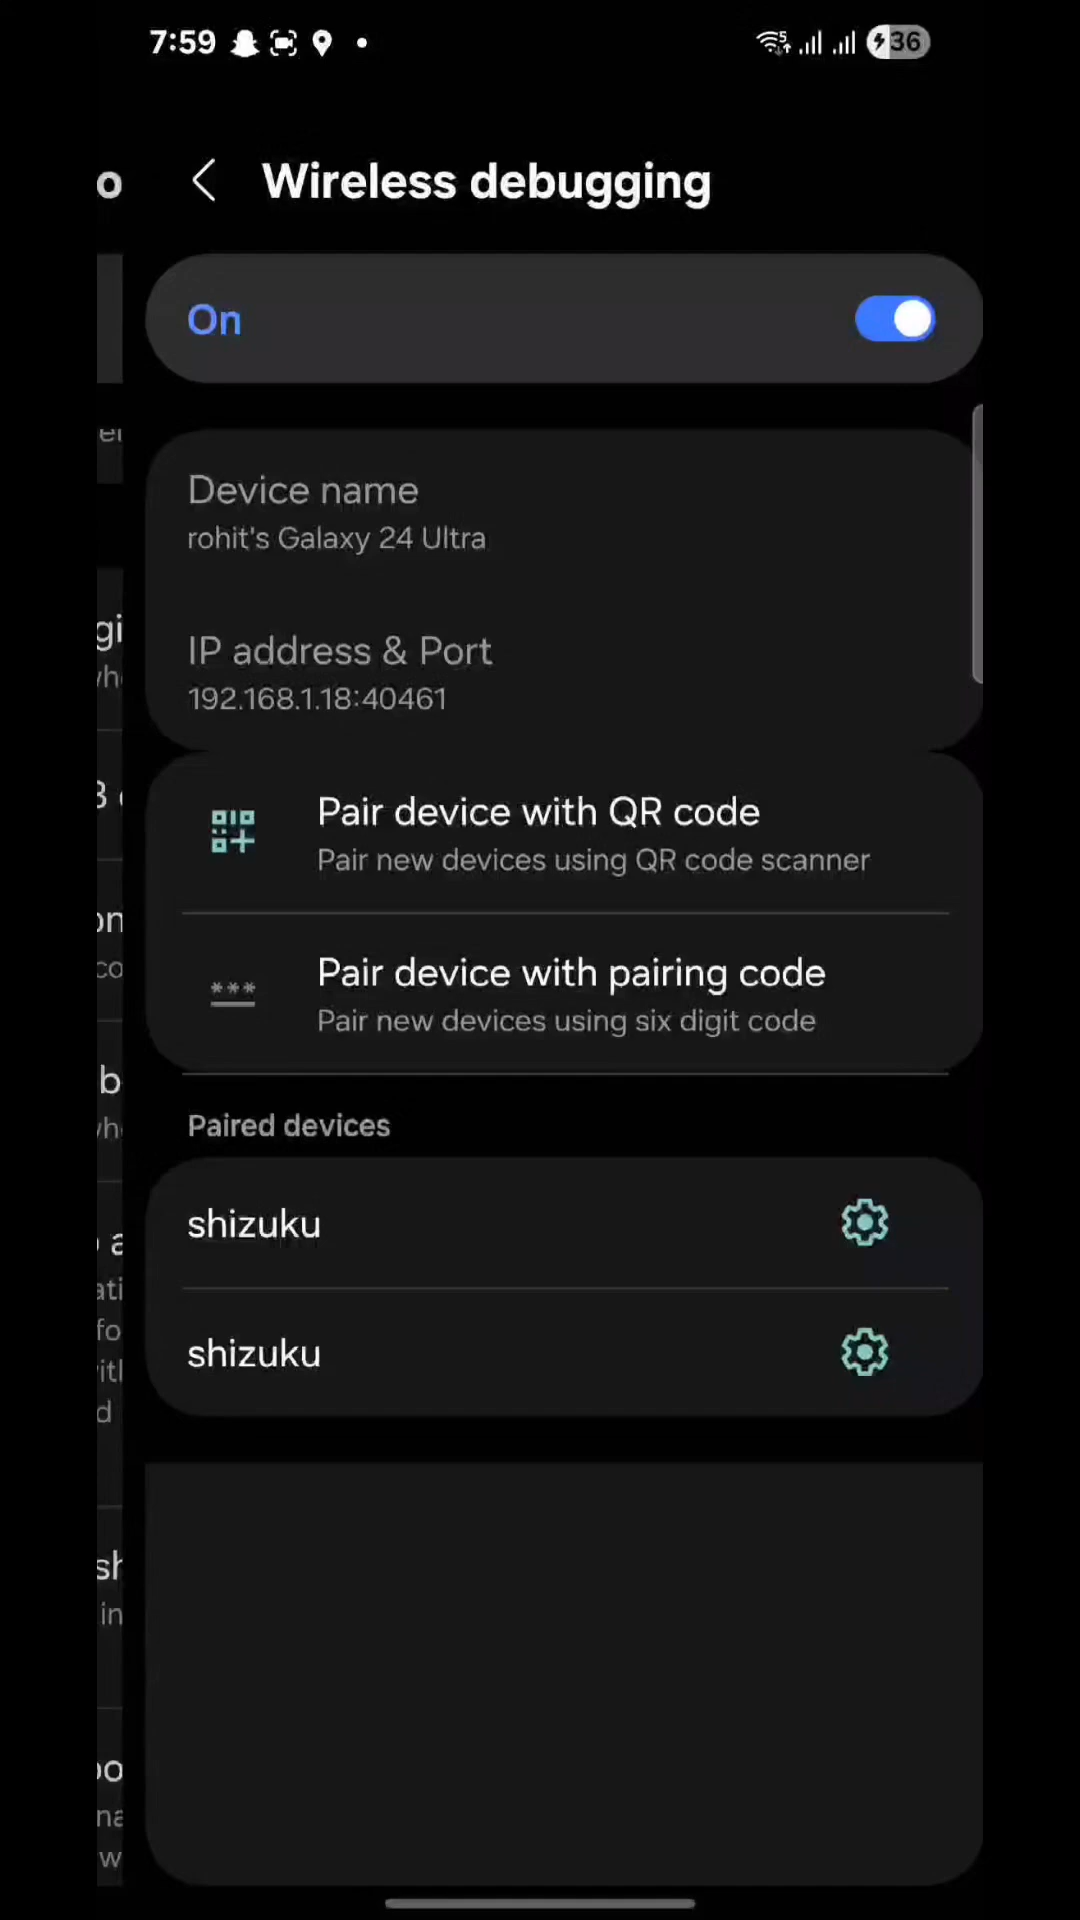 7:59
5
36
Wireless debugging
On
Device name
rohit's Galaxy 24 Ultra
IP address & Port
192.168.1.18:40461
Pair device with QR code
Pair new devices using QR code scanner
***
Pair device with pairing code
Pair new devices using six digit code
Paired devices
shizuku
shizuku